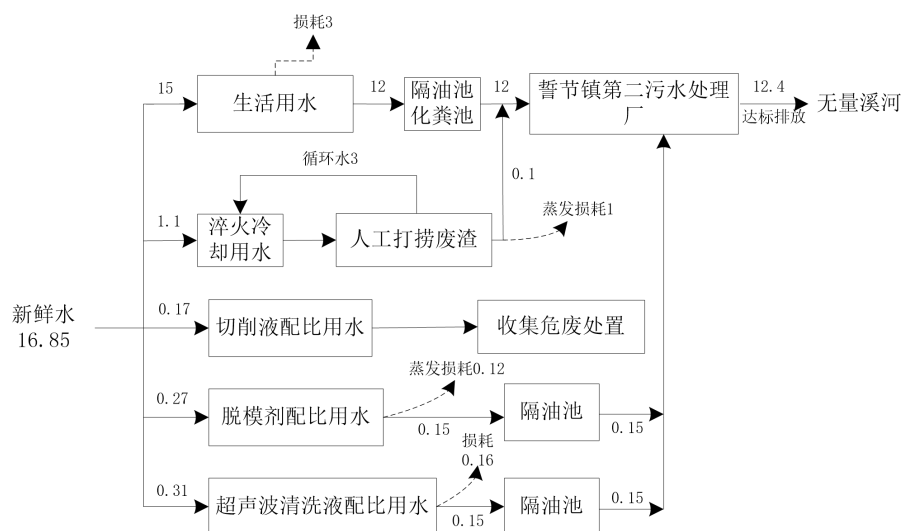 损耗3
15
生活用水
12
隔油池
化粪池
12
誓节镇第二污水处理
厂
12.4
达标排放
无量溪河
循环水3
0.1
蒸发损耗1
1.1
淬火冷
却用水
人工打捞废渣
新鲜水
16.85
0.17
切削液配比用水
收集危废处置
蒸发损耗0.12
0.27
脱模剂配比用水
0.15
隔油池
0.15
损耗
0.16
0.31
超声波清洗液配比用水
0.15
隔油池
0.15